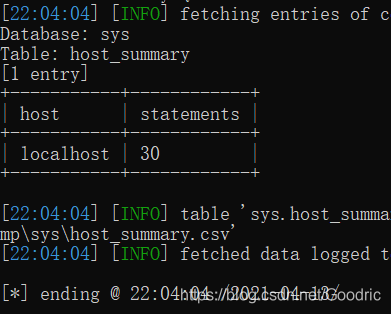 [22:04:04] [INFO] fetching entries of c
Database: sys
Table: host_summary
[1 entry]
+-----------+------------+
| host | statements |
+-----------+------------+
| localhost | 30 |
+-----------+------------+
[22:04:04] [INFO] table 'sys.host_summa
mp\sys\host_summary.csv'
[22:04:04] [INFO] fetched data logged t
[*] ending @ 22:04:04 /2021-04-13/
https://blog.csdn.net/Goodric